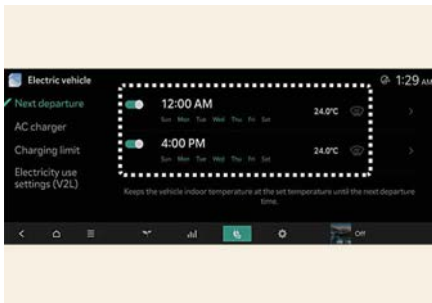 Electric vehicle
1:29 AM
Next departure
12:00 AM
24.0°C
Sun Mon Tue Wed Thu Fri Sat
AC charger
4:00 PM
24.0°C
Sun Mon Tue Wed Thu Fri Sat
Charging limit
Electricity use
settings (V2L)
Keeps the vehicle indoor temperature at the set temperature until the next departure
time.
Off